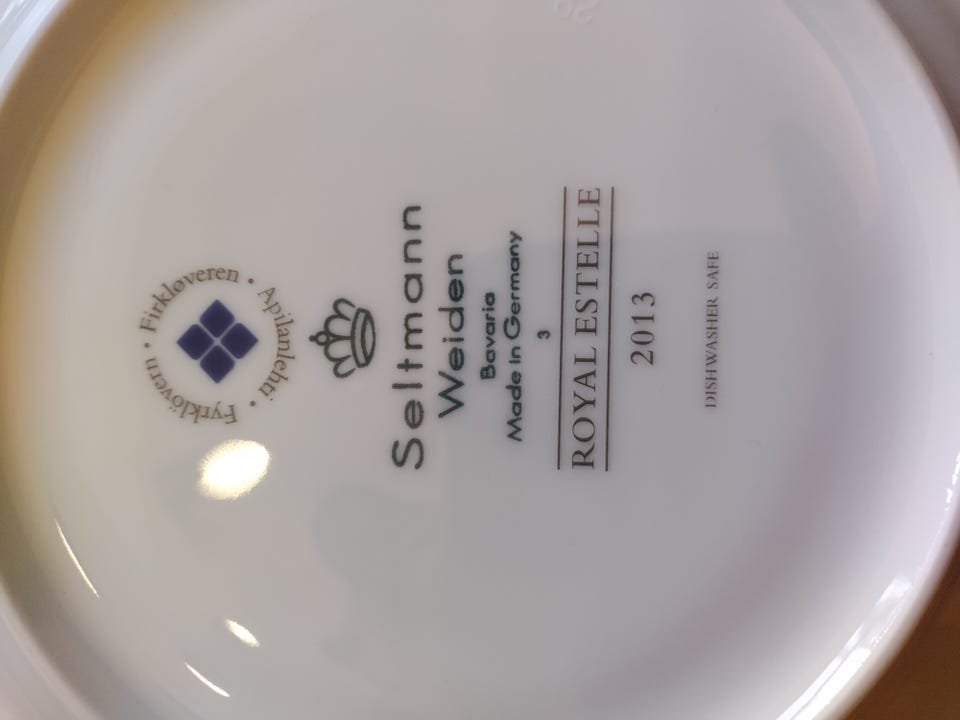 Firkløveren • Apilanlehti • Fyrklövern •
Seltmann
Weiden
Bavaria
Made in Germany
3
ROYAL ESTELLE
2013
DISHWASHER SAFE